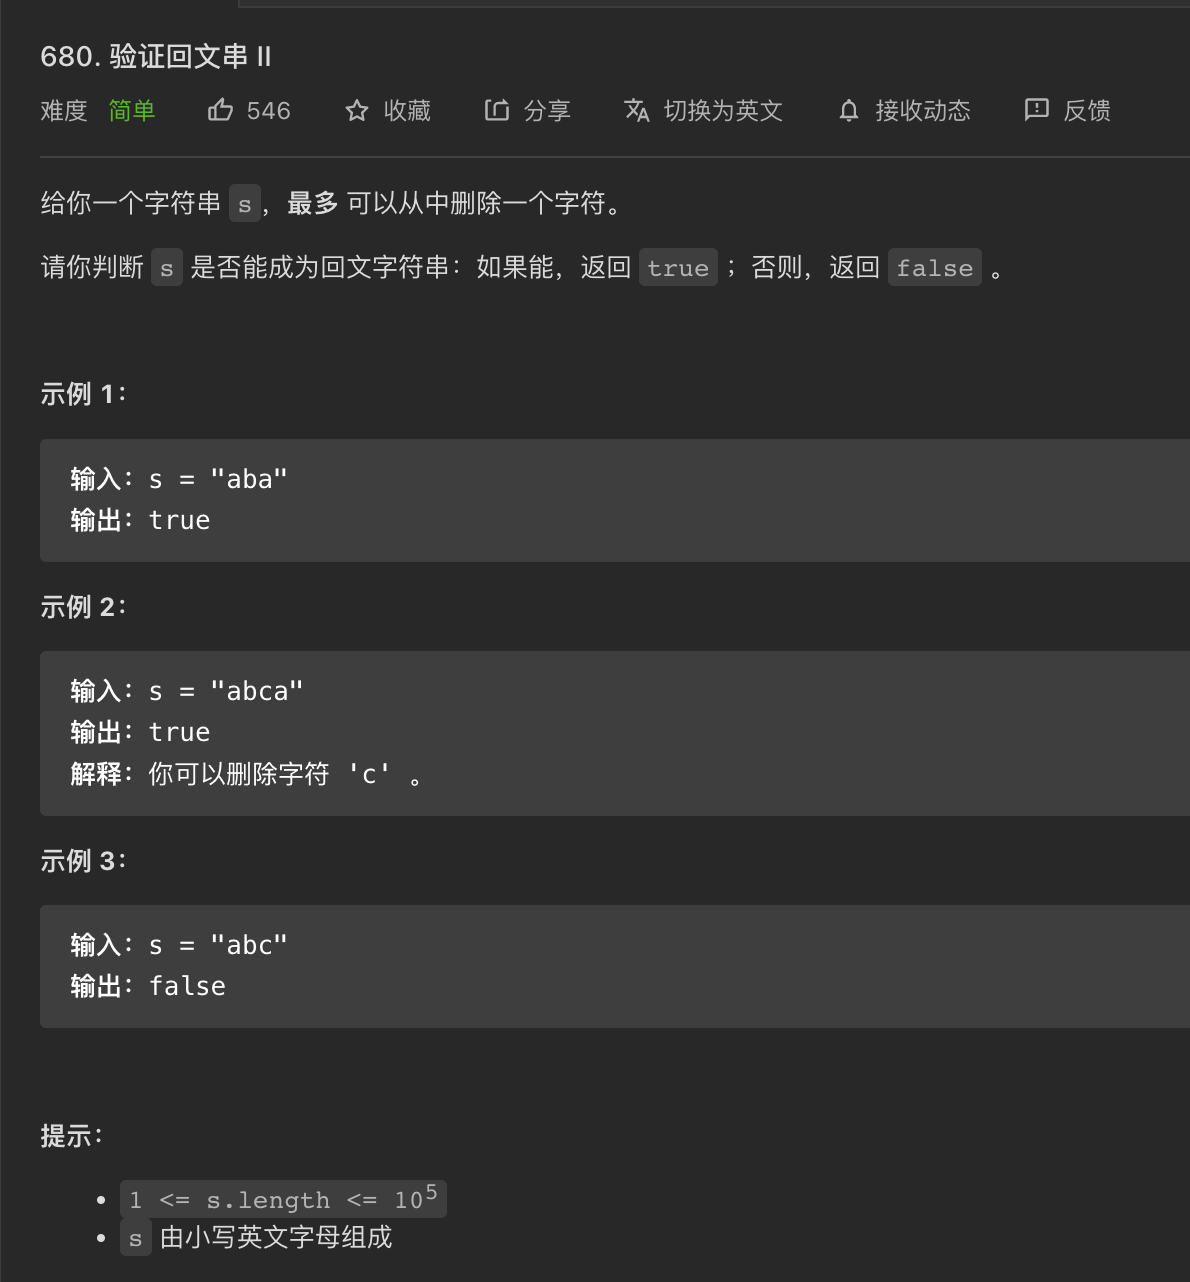 680. 验证回文串 II
难度 简单 546 收藏 分享 切换为英文 接收动态 反馈
给你一个字符串 s，最多 可以从中删除一个字符。
请你判断 s 是否能成为回文字符串：如果能，返回 true ；否则，返回 false 。
示例 1：
输入：s = "aba"
输出：true
示例 2：
输入：s = "abca"
输出：true
解释：你可以删除字符 'c' 。
示例 3：
输入：s = "abc"
输出：false
提示：
• 1 <= s.length <= 10⁵
• s 由小写英文字母组成